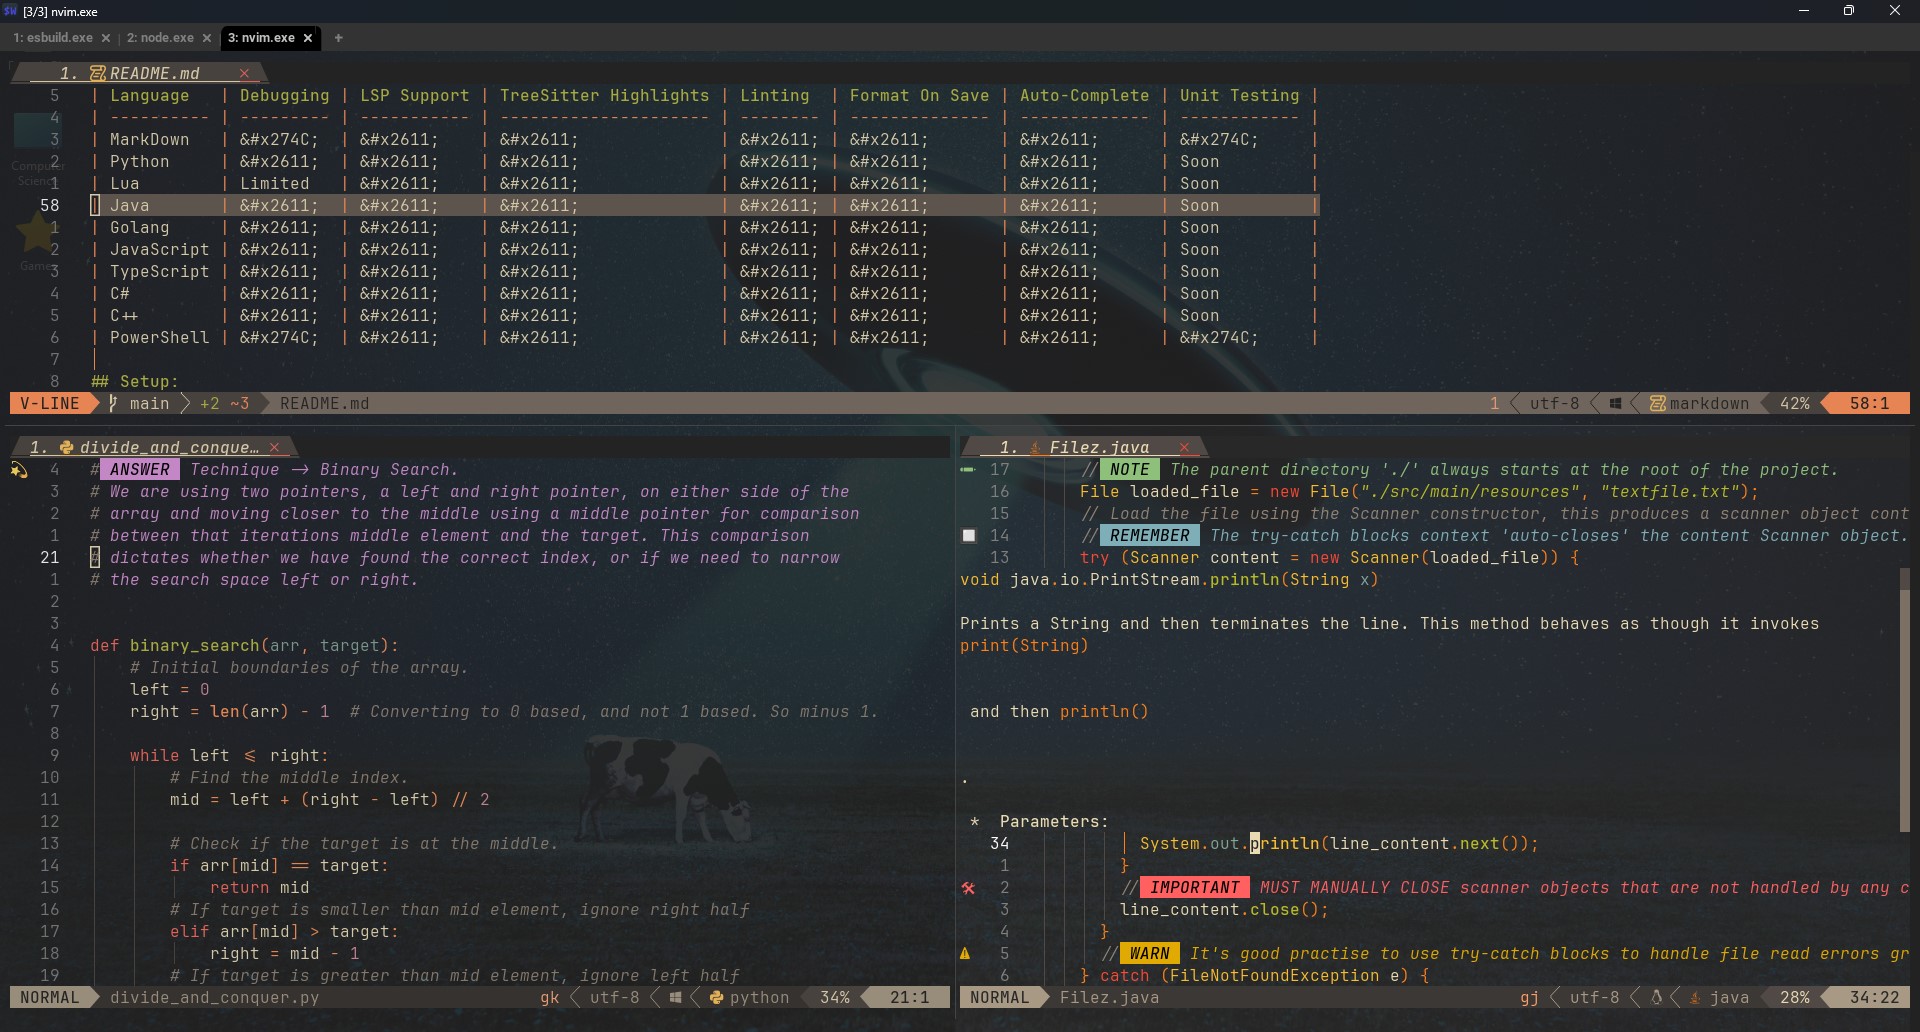 [3/3] nvim.exe
1: esbuild.exe × | 2: node.exe × 3: nvim.exe × +
1. README.md ×
5 | Language | Debugging | LSP Support | TreeSitter Highlights | Linting | Format On Save | Auto-Complete | Unit Testing |
4 | ---------- | --------- | ----------- | --------------------- | -------- | -------------- | ------------- | ------------ |
3 | MarkDown | &#x274C; | &#x2611; | &#x2611; | &#x2611; | &#x2611; | &#x2611; | &#x274C; |
2 | Python | &#x2611; | &#x2611; | &#x2611; | &#x2611; | &#x2611; | &#x2611; | Soon |
1 | Lua | Limited | &#x2611; | &#x2611; | &#x2611; | &#x2611; | &#x2611; | Soon |
58 | Java | &#x2611; | &#x2611; | &#x2611; | &#x2611; | &#x2611; | &#x2611; | Soon |
1 | Golang | &#x2611; | &#x2611; | &#x2611; | &#x2611; | &#x2611; | &#x2611; | Soon |
2 | JavaScript | &#x2611; | &#x2611; | &#x2611; | &#x2611; | &#x2611; | &#x2611; | Soon |
3 | TypeScript | &#x2611; | &#x2611; | &#x2611; | &#x2611; | &#x2611; | &#x2611; | Soon |
4 | C# | &#x2611; | &#x2611; | &#x2611; | &#x2611; | &#x2611; | &#x2611; | Soon |
5 | C++ | &#x2611; | &#x2611; | &#x2611; | &#x2611; | &#x2611; | &#x2611; | Soon |
6 | PowerShell | &#x274C; | &#x2611; | &#x2611; | &#x2611; | &#x2611; | &#x2611; | &#x274C; |
7
8 ## Setup:
Computer
Science
Games
V-LINE main +2 ~3 README.md 1 utf-8 markdown 42% 58:1
1. divide_and_conque… ×
4 # ANSWER Technique -> Binary Search.
3 # We are using two pointers, a left and right pointer, on either side of the
2 # array and moving closer to the middle using a middle pointer for comparison
1 # between that iterations middle element and the target. This comparison
21 # dictates whether we have found the correct index, or if we need to narrow
1 # the search space left or right.
2
3
4 def binary_search(arr, target):
5 # Initial boundaries of the array.
6 left = 0
7 right = len(arr) - 1 # Converting to 0 based, and not 1 based. So minus 1.
8
9 while left <= right:
10 # Find the middle index.
11 mid = left + (right - left) // 2
12
13 # Check if the target is at the middle.
14 if arr[mid] == target:
15 return mid
16 # If target is smaller than mid element, ignore right half
17 elif arr[mid] > target:
18 right = mid - 1
19 # If target is greater than mid element, ignore left half
NORMAL divide_and_conquer.py gk utf-8 python 34% 21:1
1. Filez.java ×
17 // NOTE The parent directory './' always starts at the root of the project.
16 File loaded_file = new File("./src/main/resources", "textfile.txt");
15 // Load the file using the Scanner constructor, this produces a scanner object cont
14 // REMEMBER The try-catch blocks context 'auto-closes' the content Scanner object.
13 try (Scanner content = new Scanner(loaded_file)) {
void java.io.PrintStream.println(String x)
Prints a String and then terminates the line. This method behaves as though it invokes
print(String)
and then println()
.
* Parameters:
34 System.out.println(line_content.next());
1 }
2 // IMPORTANT MUST MANUALLY CLOSE scanner objects that are not handled by any c
3 line_content.close();
4 }
5 // WARN It's good practise to use try-catch blocks to handle file read errors gr
6 } catch (FileNotFoundException e) {
NORMAL Filez.java gj utf-8 java 28% 34:22